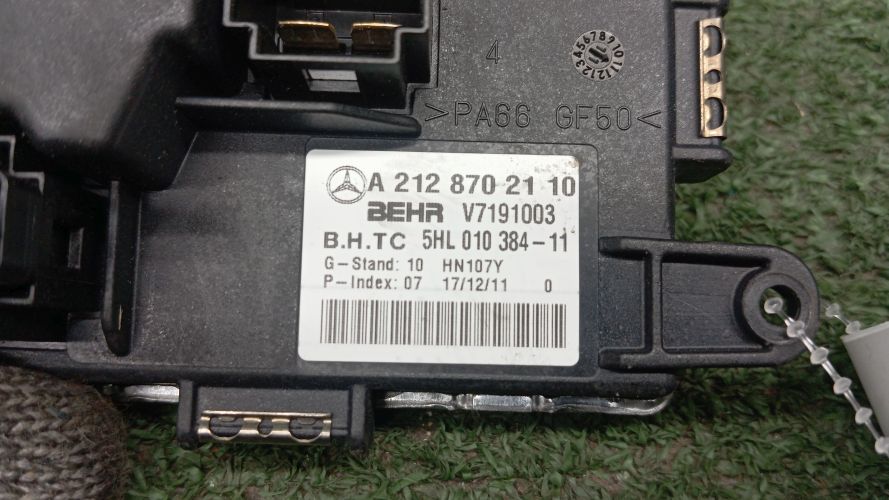 4
>PA66 GF50<
A 212 870 21 10
BEHR V7191003
B.H.TC 5HL 010 384-11
G-Stand: 10 HN107Y
P-Index: 07 17/12/11 0